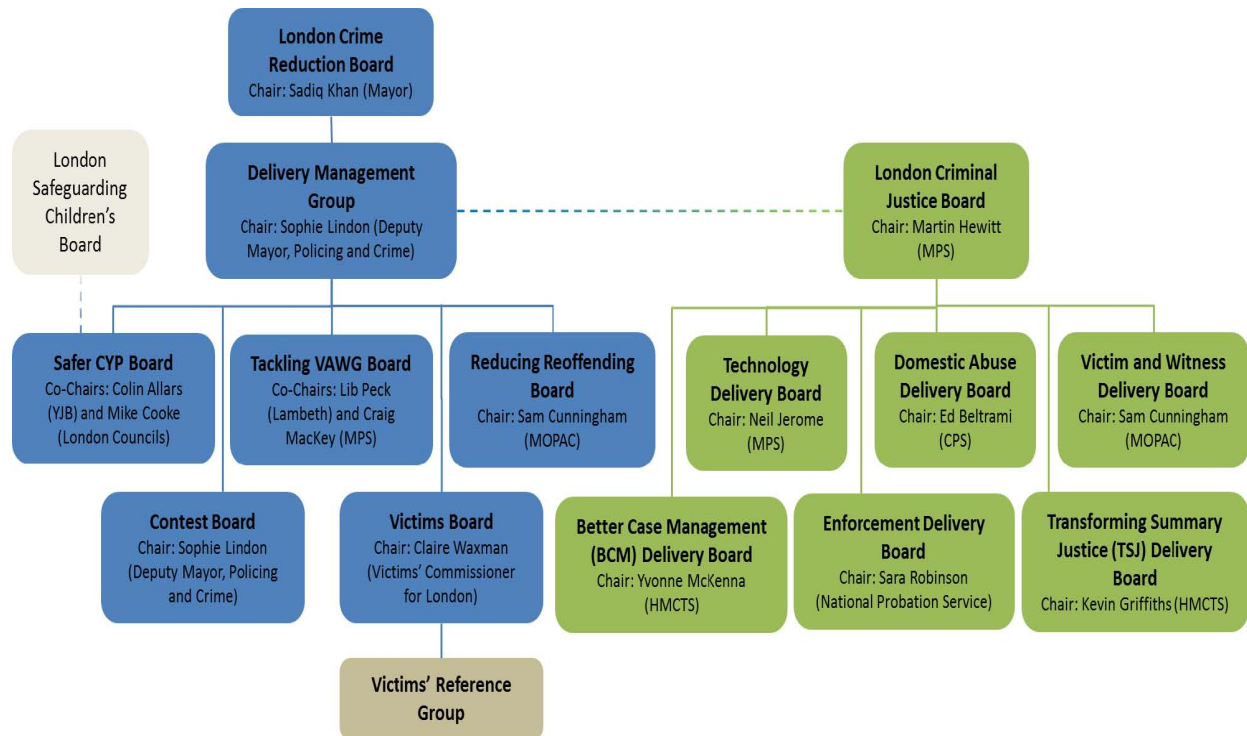 London Crime
Reduction Board
Chair: Sadiq Khan (Mayor)
London
Safeguarding
Children's
Board
Delivery Management
Group
Chair: Sophie Lindon (Deputy
Mayor, Policing and Crime)
London Criminal
Justice Board
Chair: Martin Hewitt
(MPS)
Safer CYP Board
Co-Chairs: Colin Allars
(YJB) and Mike Cooke
(London Councils)
Tackling VAWG Board
Co-Chairs: Lib Peck
(Lambeth) and Craig
MacKey (MPS)
Reducing Reoffending
Board
Chair: Sam Cunningham
(MOPAC)
Technology
Delivery Board
Chair: Neil Jerome
(MPS)
Domestic Abuse
Delivery Board
Chair: Ed Beltrami
(CPS)
Victim and Witness
Delivery Board
Chair: Sam Cunningham
(MOPAC)
Contest Board
Chair: Sophie Lindon
(Deputy Mayor, Policing
and Crime)
Victims Board
Chair: Claire Waxman
(Victims' Commissioner
for London)
Better Case Management
(BCM) Delivery Board
Chair: Yvonne McKenna
(HMCTS)
Enforcement Delivery
Board
Chair: Sara Robinson
(National Probation Service)
Transforming Summary
Justice (TSJ) Delivery
Board
Chair: Kevin Griffiths (HMCTS)
Victims' Reference
Group